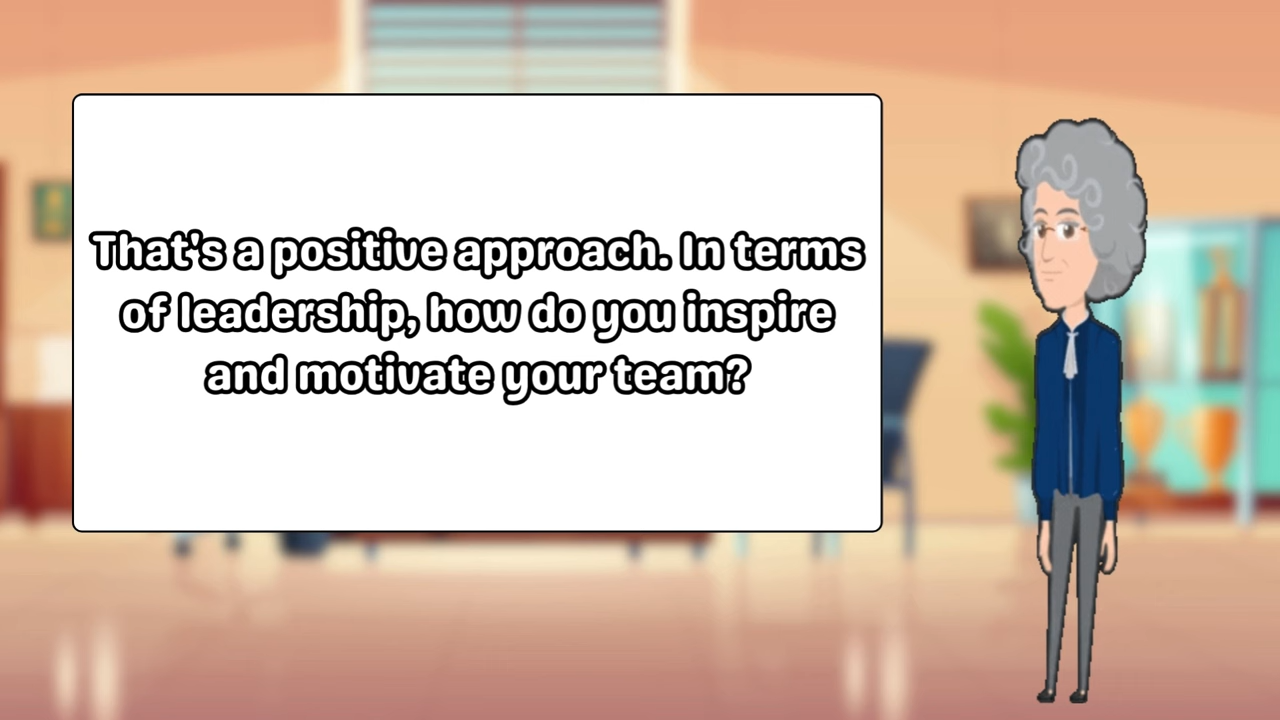 That's a positive approach. In terms
of leadership, how do you inspire
and motivate your team?